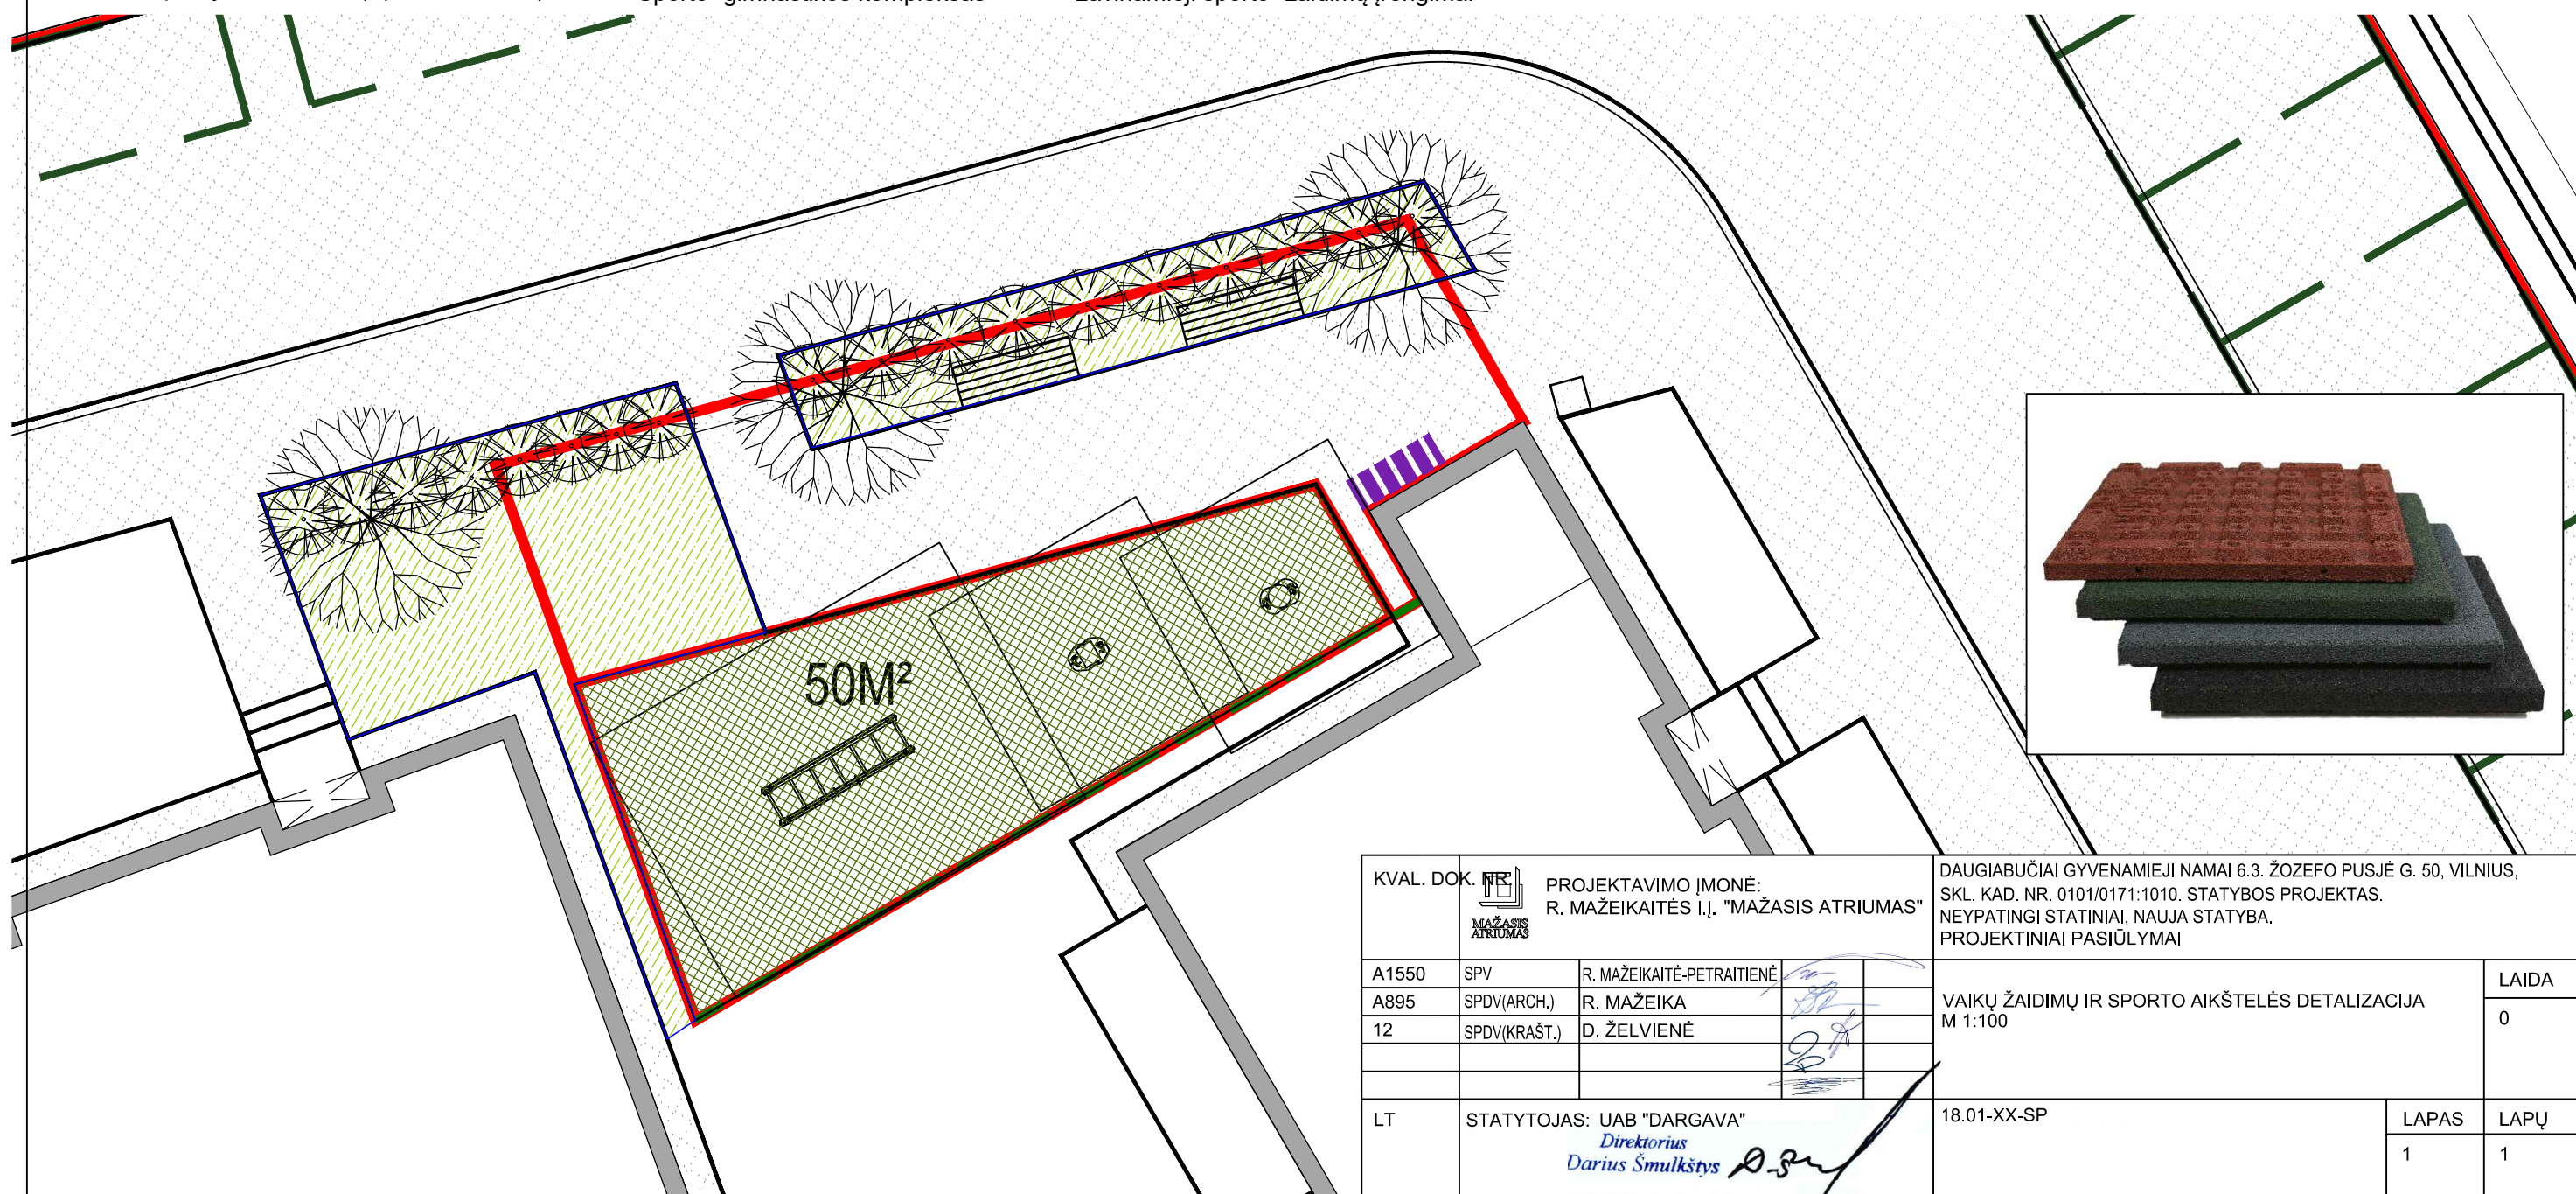 50M²
KVAL. DOK. NR.
MAŽASIS
ATRIUMAS
PROJEKTAVIMO ĮMONĖ:
R. MAŽEIKAITĖS I.Į. "MAŽASIS ATRIUMAS"
DAUGIABUČIAI GYVENAMIEJI NAMAI 6.3. ŽOZEFO PUSJĖ G. 50, VILNIUS,
SKL. KAD. NR. 0101/0171:1010. STATYBOS PROJEKTAS.
NEYPATINGI STATINIAI, NAUJA STATYBA.
PROJEKTINIAI PASIŪLYMAI
A1550 SPV R. MAŽEIKAITĖ-PETRAITIENĖ
A895 SPDV(ARCH.) R. MAŽEIKA
12 SPDV(KRAŠT.) D. ŽELVIENĖ
VAIKŲ ŽAIDIMŲ IR SPORTO AIKŠTELĖS DETALIZACIJA
M 1:100
LAIDA
0
LT
STATYTOJAS: UAB "DARGAVA"
Direktorius
Darius Šmulkštys
18.01-XX-SP
LAPAS LAPŲ
1 1